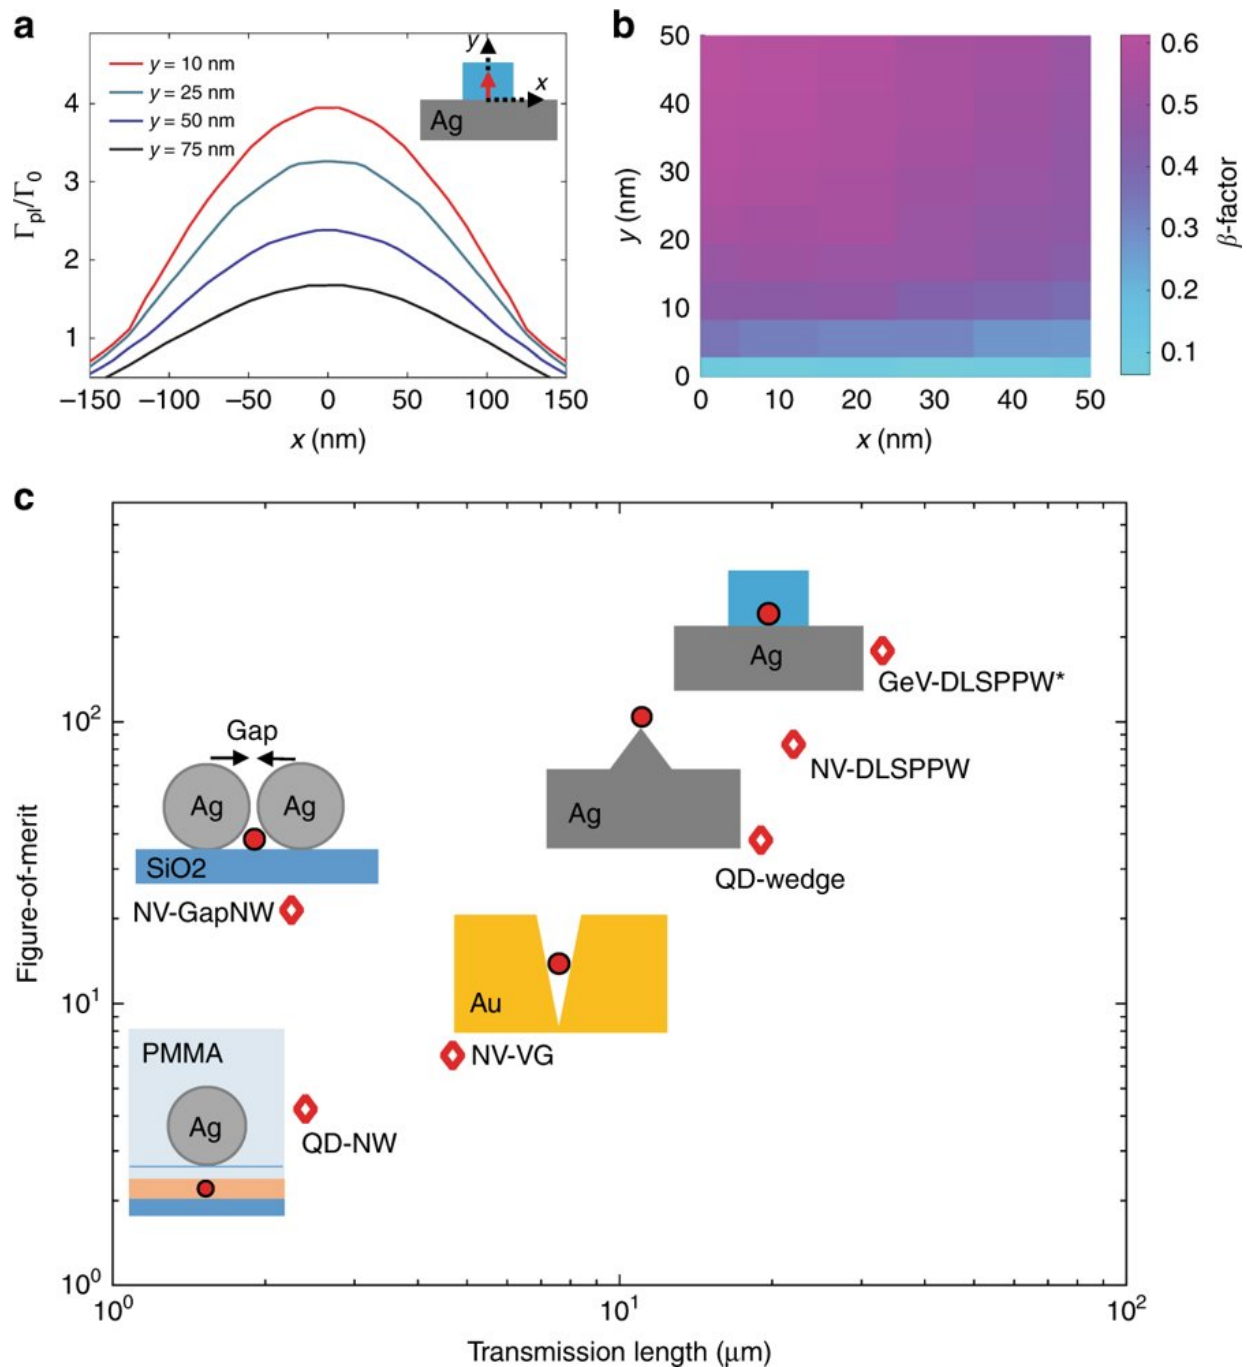 a
y = 10 nm
y = 25 nm
y = 50 nm
y = 75 nm
y
x
Ag
4
3
2
1
Γpl/Γ0
–150 –100 –50 0 50 100 150
x (nm)
b
50
40
30
20
10
0
y (nm)
0 10 20 30 40 50
x (nm)
0.6
0.5
0.4
0.3
0.2
0.1
β-factor
c
Figure-of-merit
10²
10¹
10⁰
Ag
GeV-DLSPPW*
NV-DLSPPW
Gap
Ag Ag
SiO2
NV-GapNW
Ag
QD-wedge
Au
NV-VG
PMMA
Ag
QD-NW
10⁰ 10¹ 10²
Transmission length (μm)